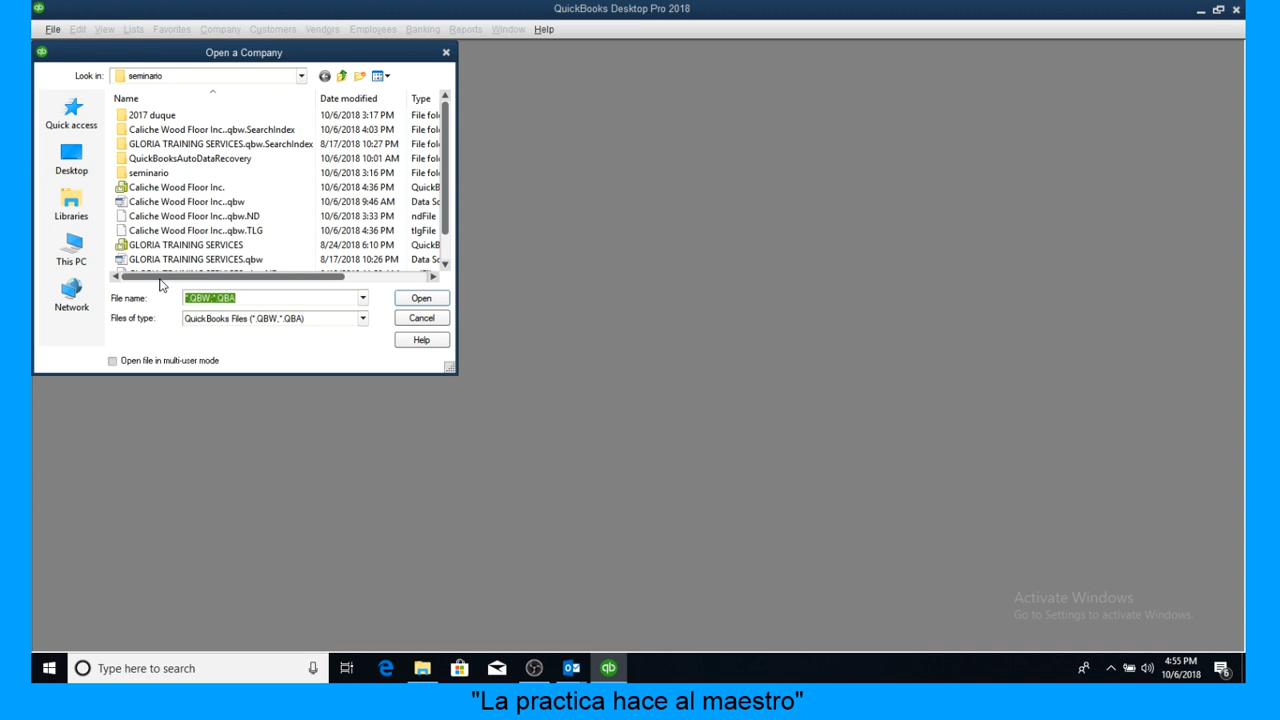 QuickBooks Desktop Pro 2018
File Edit View Lists Favorites Company Customers Vendors Employees Banking Reports Window Help
Open a Company
Look in: seminario
Name Date modified Type
2017 duque 10/6/2018 3:17 PM File fol
Caliche Wood Floor Inc..qbw.SearchIndex 10/6/2018 4:03 PM File fol
GLORIA TRAINING SERVICES.qbw.SearchIndex 8/17/2018 10:27 PM File fol
QuickBooksAutoDataRecovery 10/6/2018 10:01 AM File fol
seminario 10/6/2018 3:16 PM File fol
Caliche Wood Floor Inc. 10/6/2018 4:36 PM QuickB
Caliche Wood Floor Inc..qbw 10/6/2018 9:46 AM Data So
Caliche Wood Floor Inc..qbw.ND 10/6/2018 3:33 PM ndFile
Caliche Wood Floor Inc..qbw.TLG 10/6/2018 4:36 PM tlgFile
GLORIA TRAINING SERVICES 8/24/2018 6:10 PM QuickB
GLORIA TRAINING SERVICES.qbw 8/17/2018 10:26 PM Data So
Quick access
Desktop
Libraries
This PC
Network
File name: *.QBW;*.QBA Open
Files of type: QuickBooks Files (*.QBW,*.QBA) Cancel
Help
Open file in multi-user mode
Activate Windows
Go to Settings to activate Windows.
Type here to search
4:55 PM
10/6/2018
6
"La practica hace al maestro"